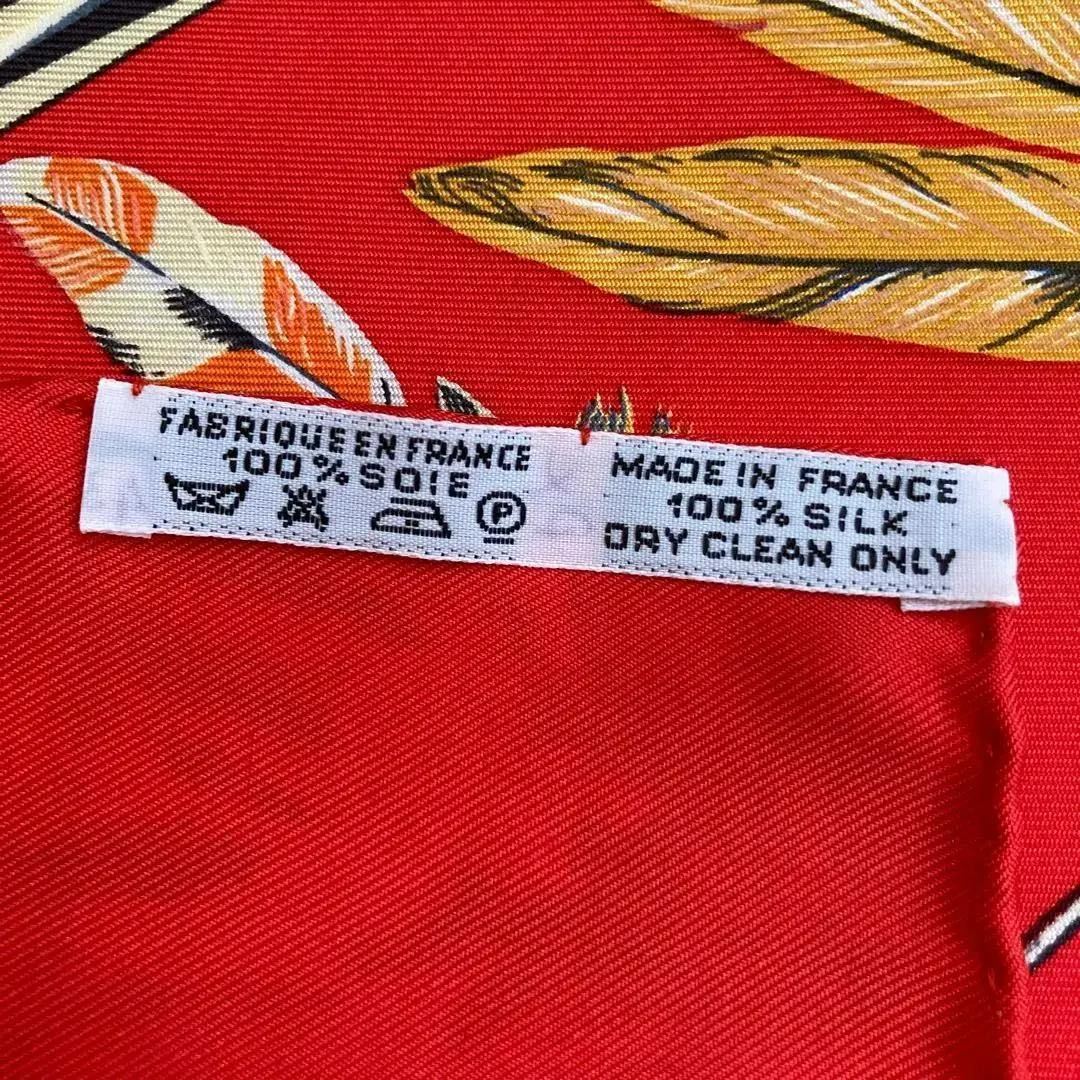 FABRIQUE EN FRANCE
100% SOIE
P
MADE IN FRANCE
100% SILK
DRY CLEAN ONLY